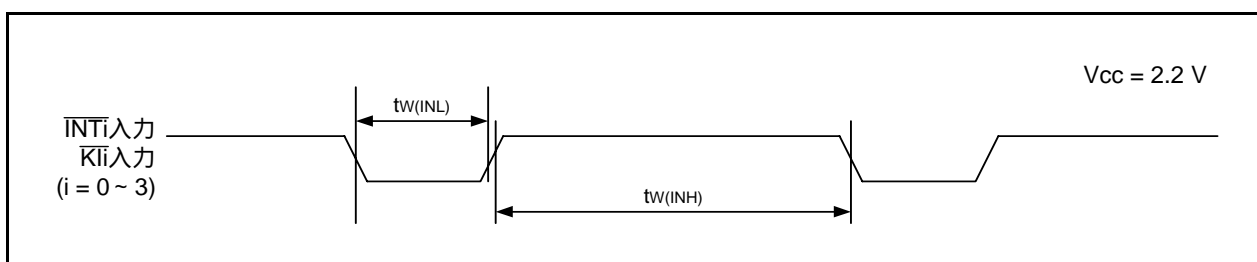 Vcc = 2.2 V
tW(INL)
INTi入力
KIi入力
(i = 0 ~ 3)
tW(INH)